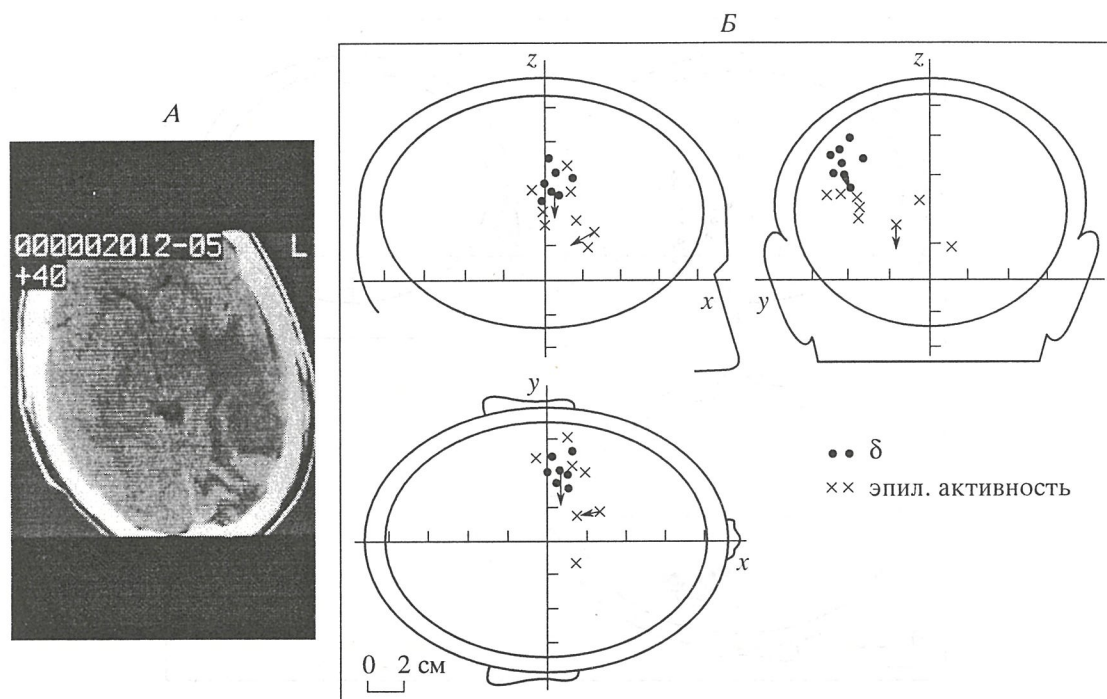 Б
А
000002012-05 L
+40
z
x
z
y
y
x
δ
эпил. активность
0 2 см